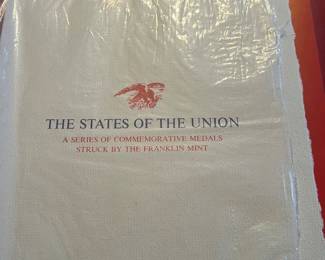 THE STATES OF THE UNION
A SERIES OF COMMEMORATIVE MEDALS
STRUCK BY THE FRANKLIN MINT